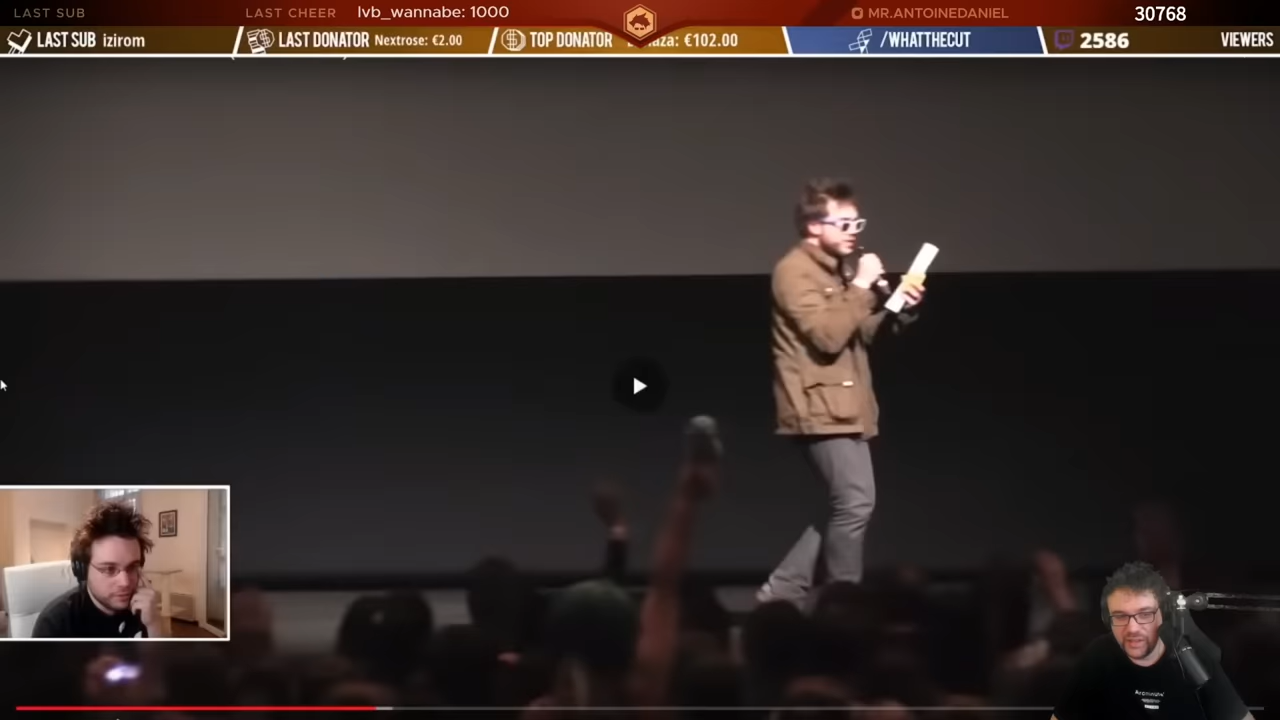 LAST SUB
LAST CHEER lvb_wannabe: 1000
MR.ANTOINEDANIEL
30768
LAST SUB izirom
LAST DONATOR Nextrose: €2.00
TOP DONATOR €102.00
/WHATTHECUT
2586 VIEWERS